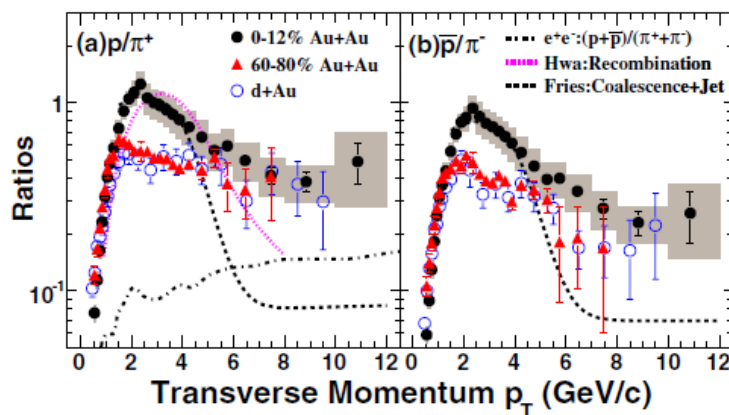 (a)p/π⁺
0-12% Au+Au
60-80% Au+Au
d+Au
(b)p̅/π⁻
e⁺e⁻:(p+p̅)/(π⁺+π⁻)
Hwa:Recombination
Fries:Coalescence+Jet
Ratios
1
10⁻¹
0 2 4 6 8 10 12 0 2 4 6 8 10 12
Transverse Momentum p_T (GeV/c)